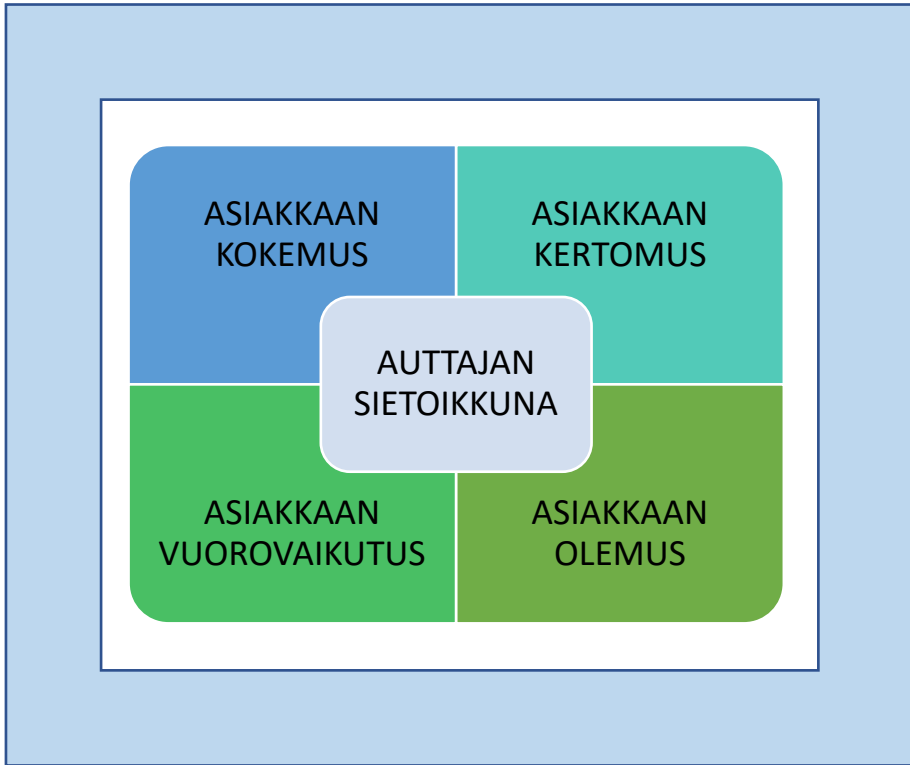 ASIAKKAAN
KOKEMUS
ASIAKKAAN
KERTOMUS
AUTTAJAN
SIETOIKKUNA
ASIAKKAAN
VUOROVAIKUTUS
ASIAKKAAN
OLEMUS